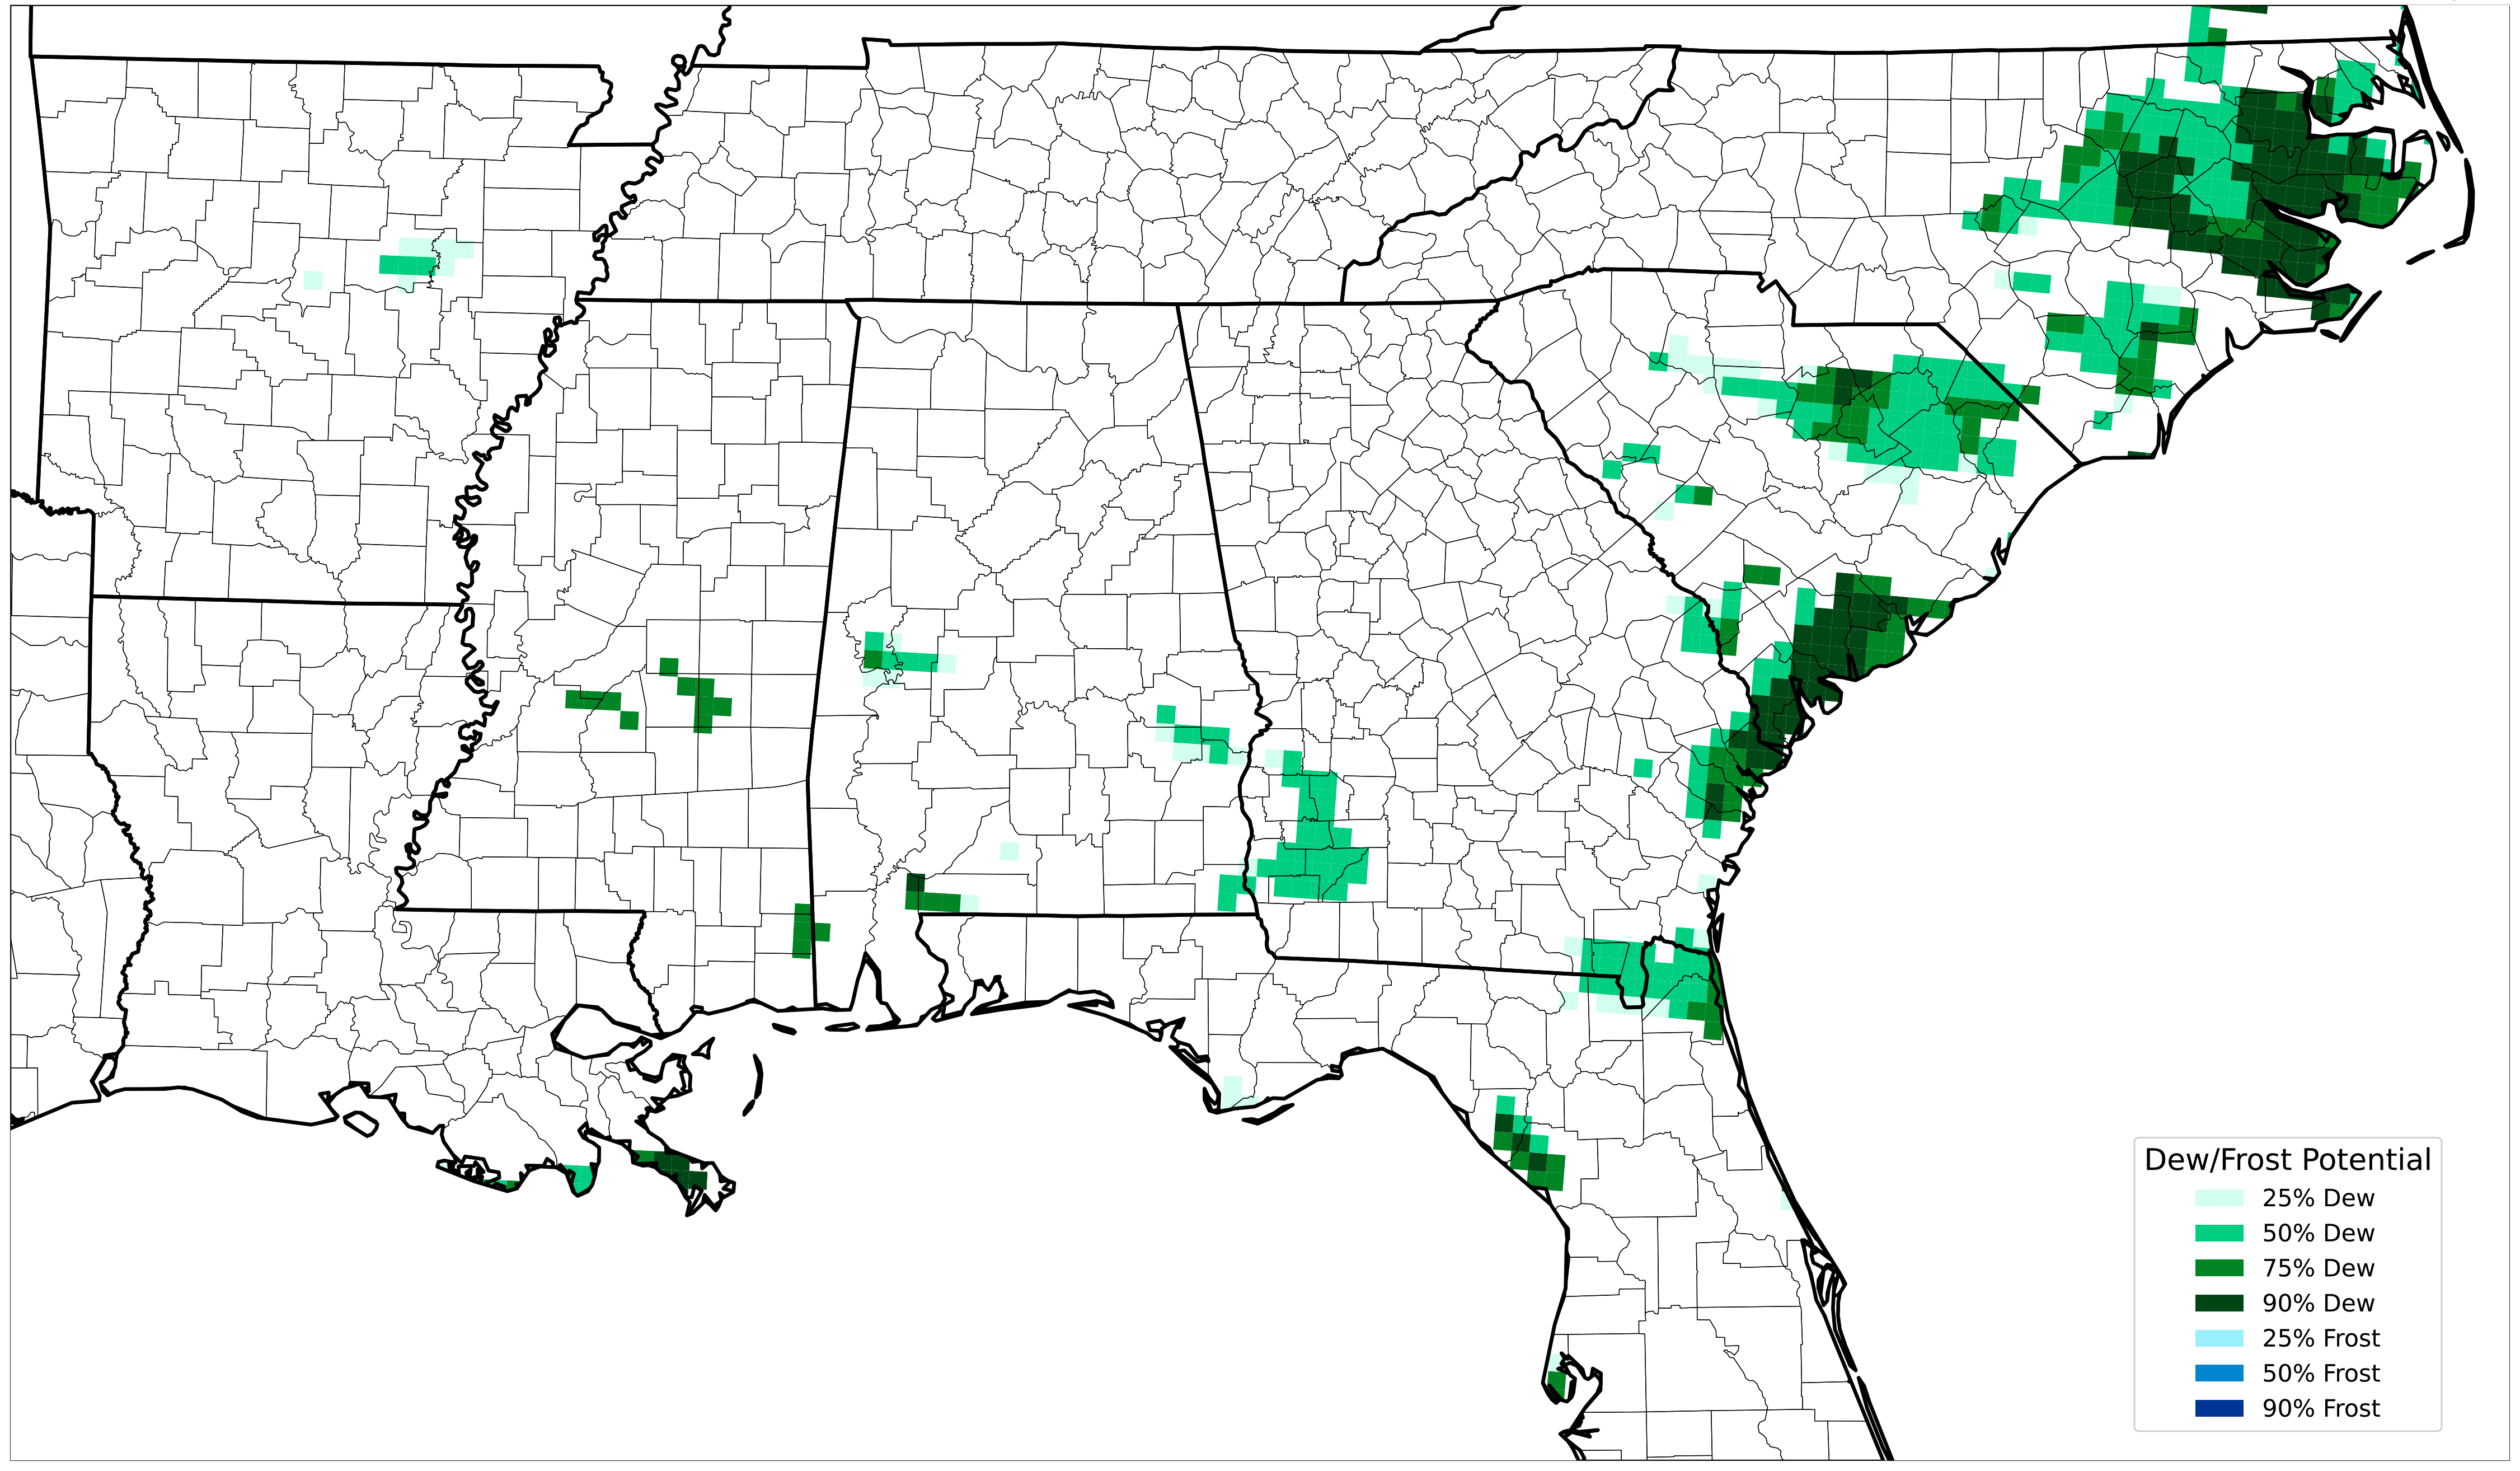 Dew/Frost Potential
25% Dew
50% Dew
75% Dew
90% Dew
25% Frost
50% Frost
90% Frost